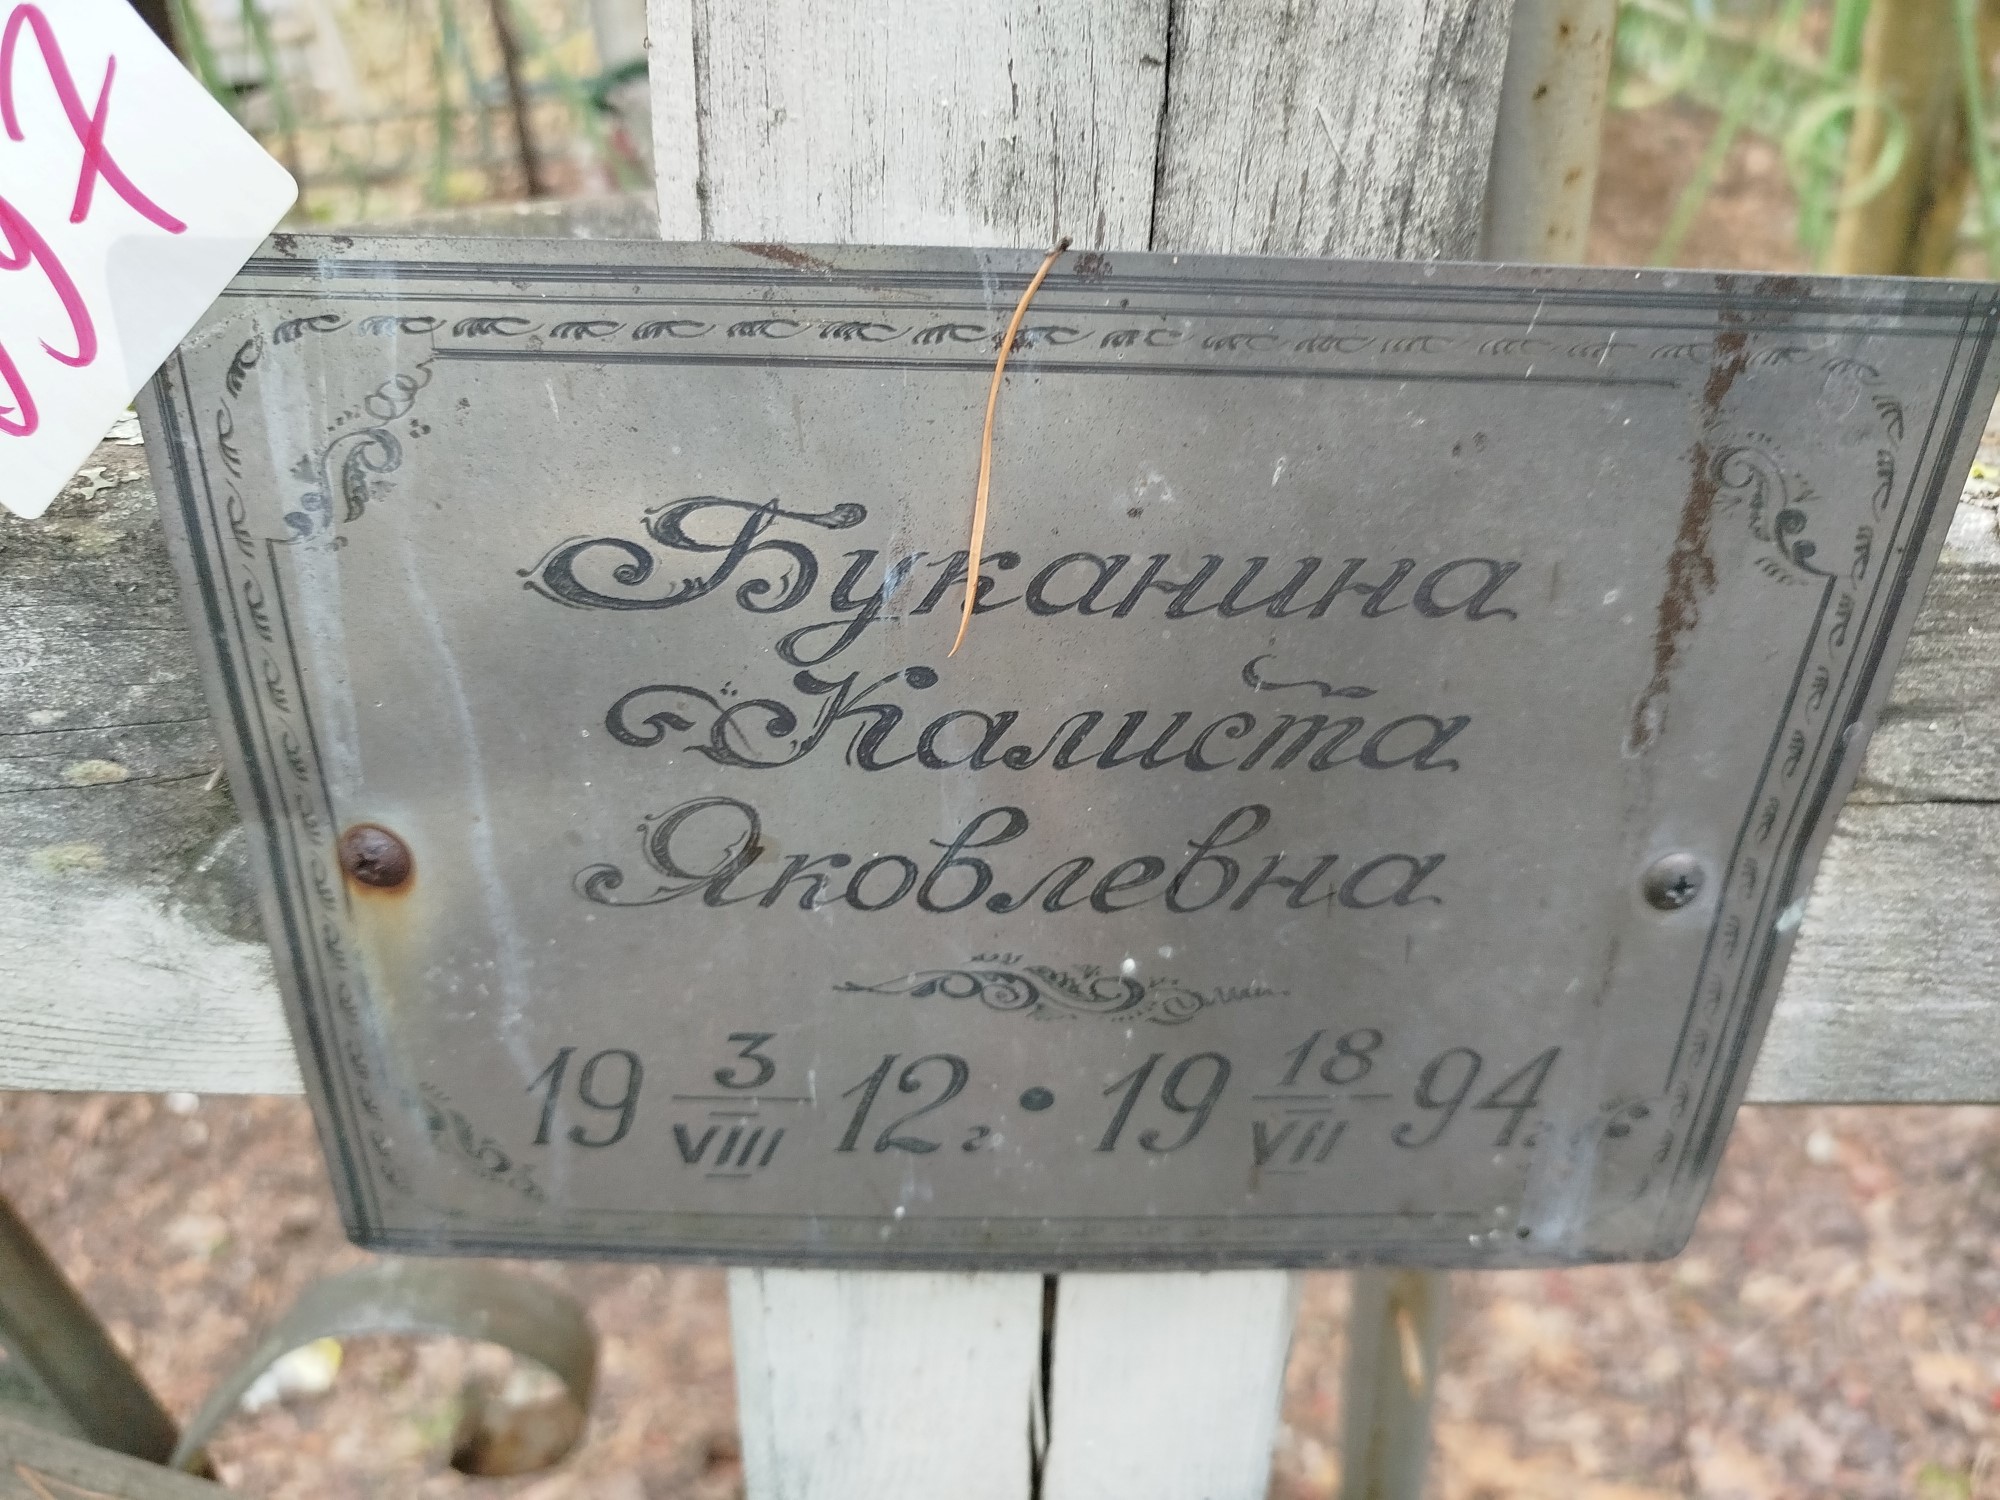 Буканина
Калиста
Яковлевна
19 3/VIII 12г. • 19 18/VII 94г.